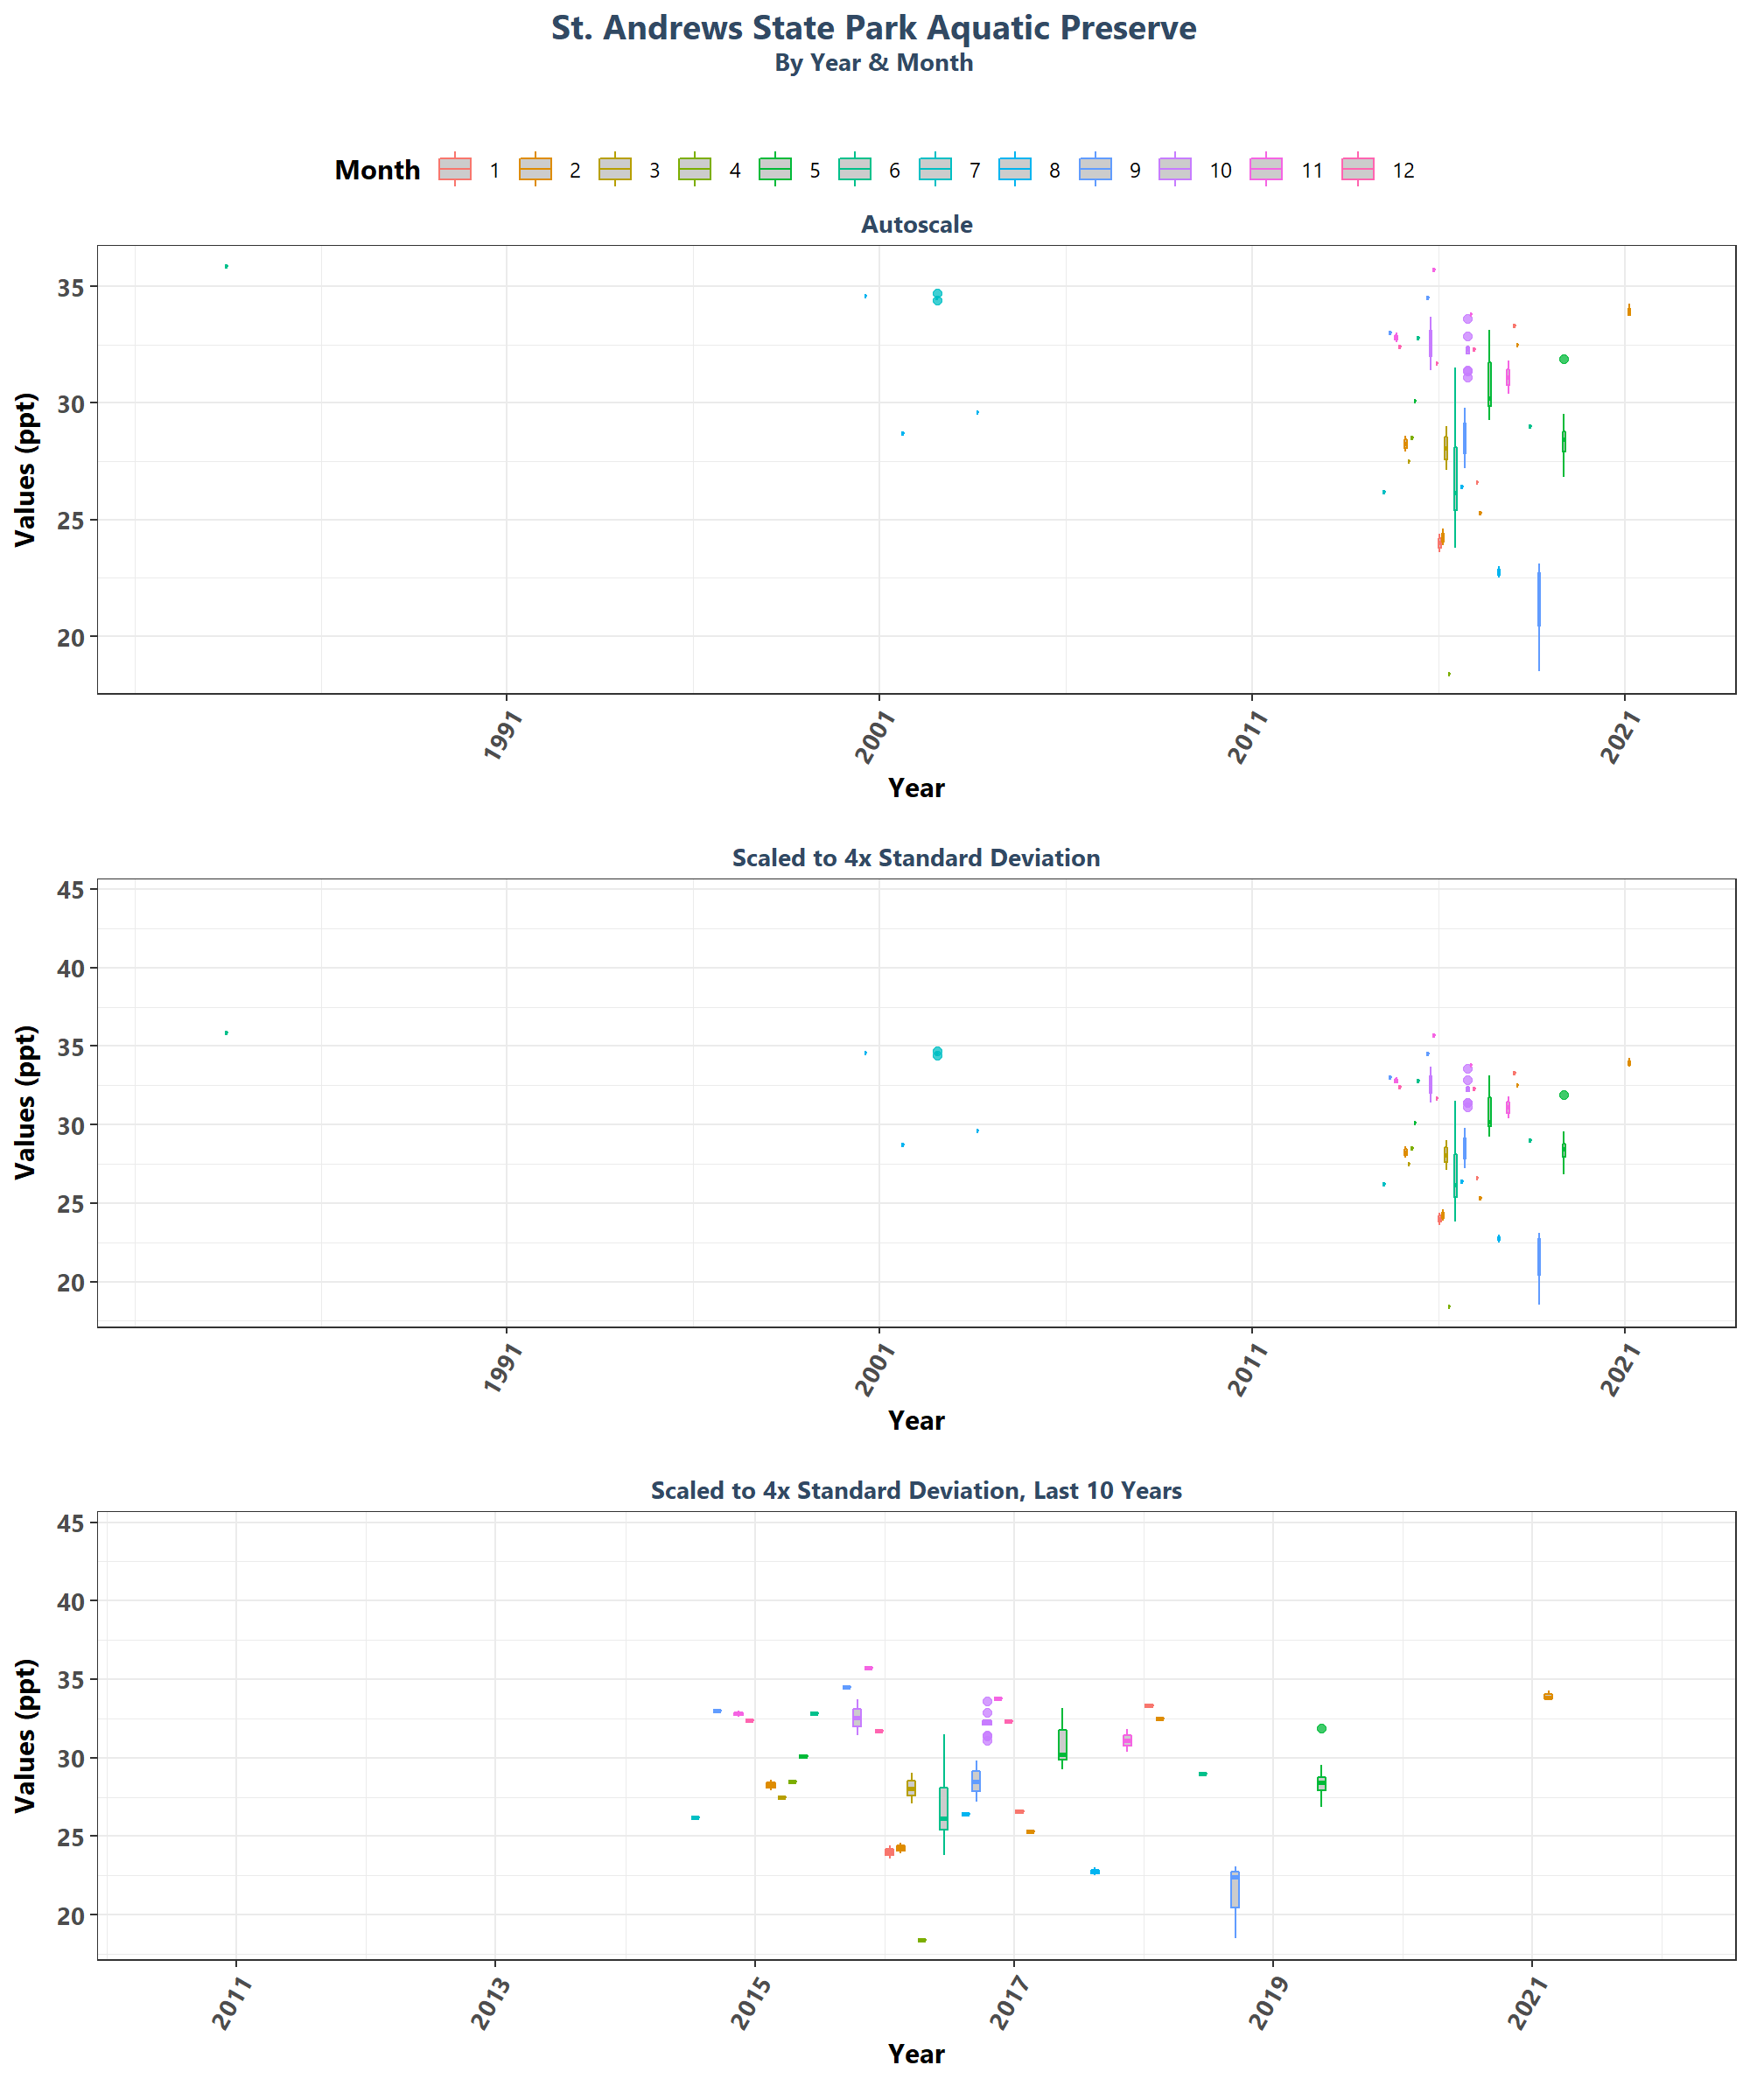 St. Andrews State Park Aquatic Preserve
By Year & Month
Month 1 2 3 4 5 6 7 8 9 10 11 12
Autoscale
Values (ppt)
35
30
25
20
1991 2001 2011 2021
Year
Scaled to 4x Standard Deviation
Values (ppt)
45
40
35
30
25
20
1991 2001 2011 2021
Year
Scaled to 4x Standard Deviation, Last 10 Years
Values (ppt)
45
40
35
30
25
20
2011 2013 2015 2017 2019 2021
Year